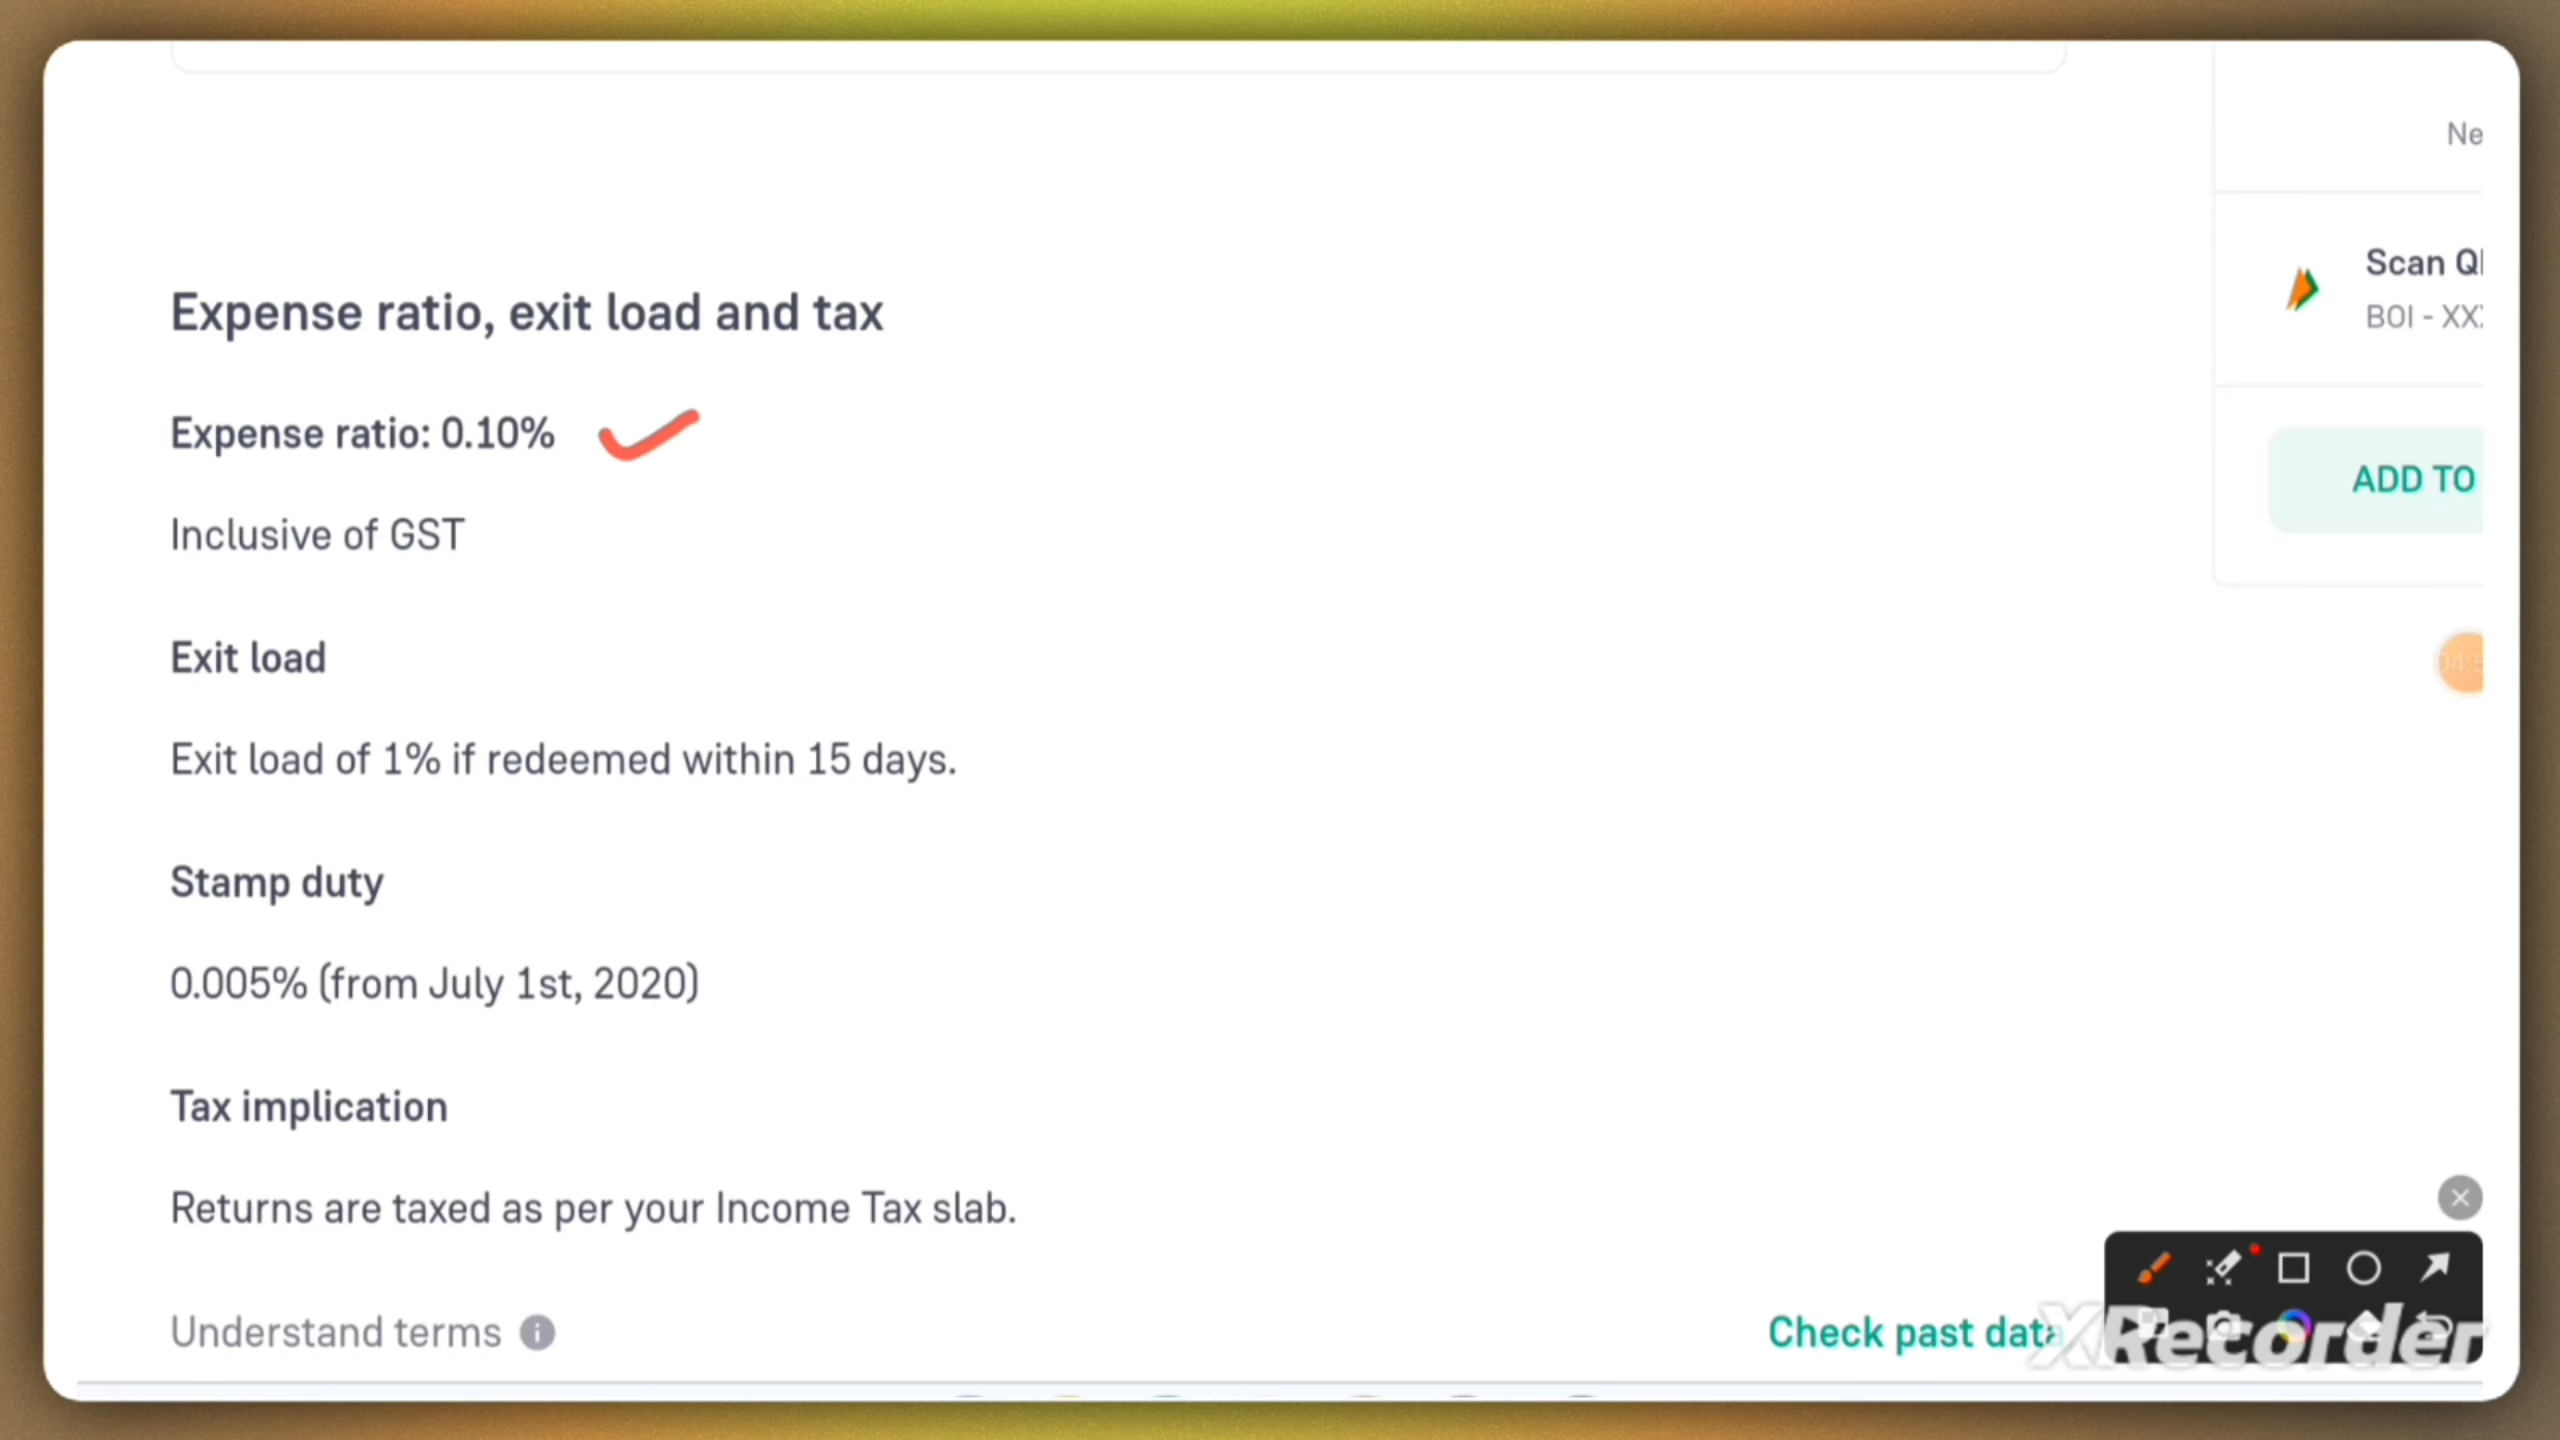 Ne
Scan
BOI - XX
ADD TO
Expense ratio, exit load and tax
Expense ratio: 0.10%
Inclusive of GST
Exit load
Exit load of 1% if redeemed within 15 days.
Stamp duty
0.005% (from July 1st, 2020)
Tax implication
Returns are taxed as per your Income Tax slab.
Understand terms
Check past data
XRecorder